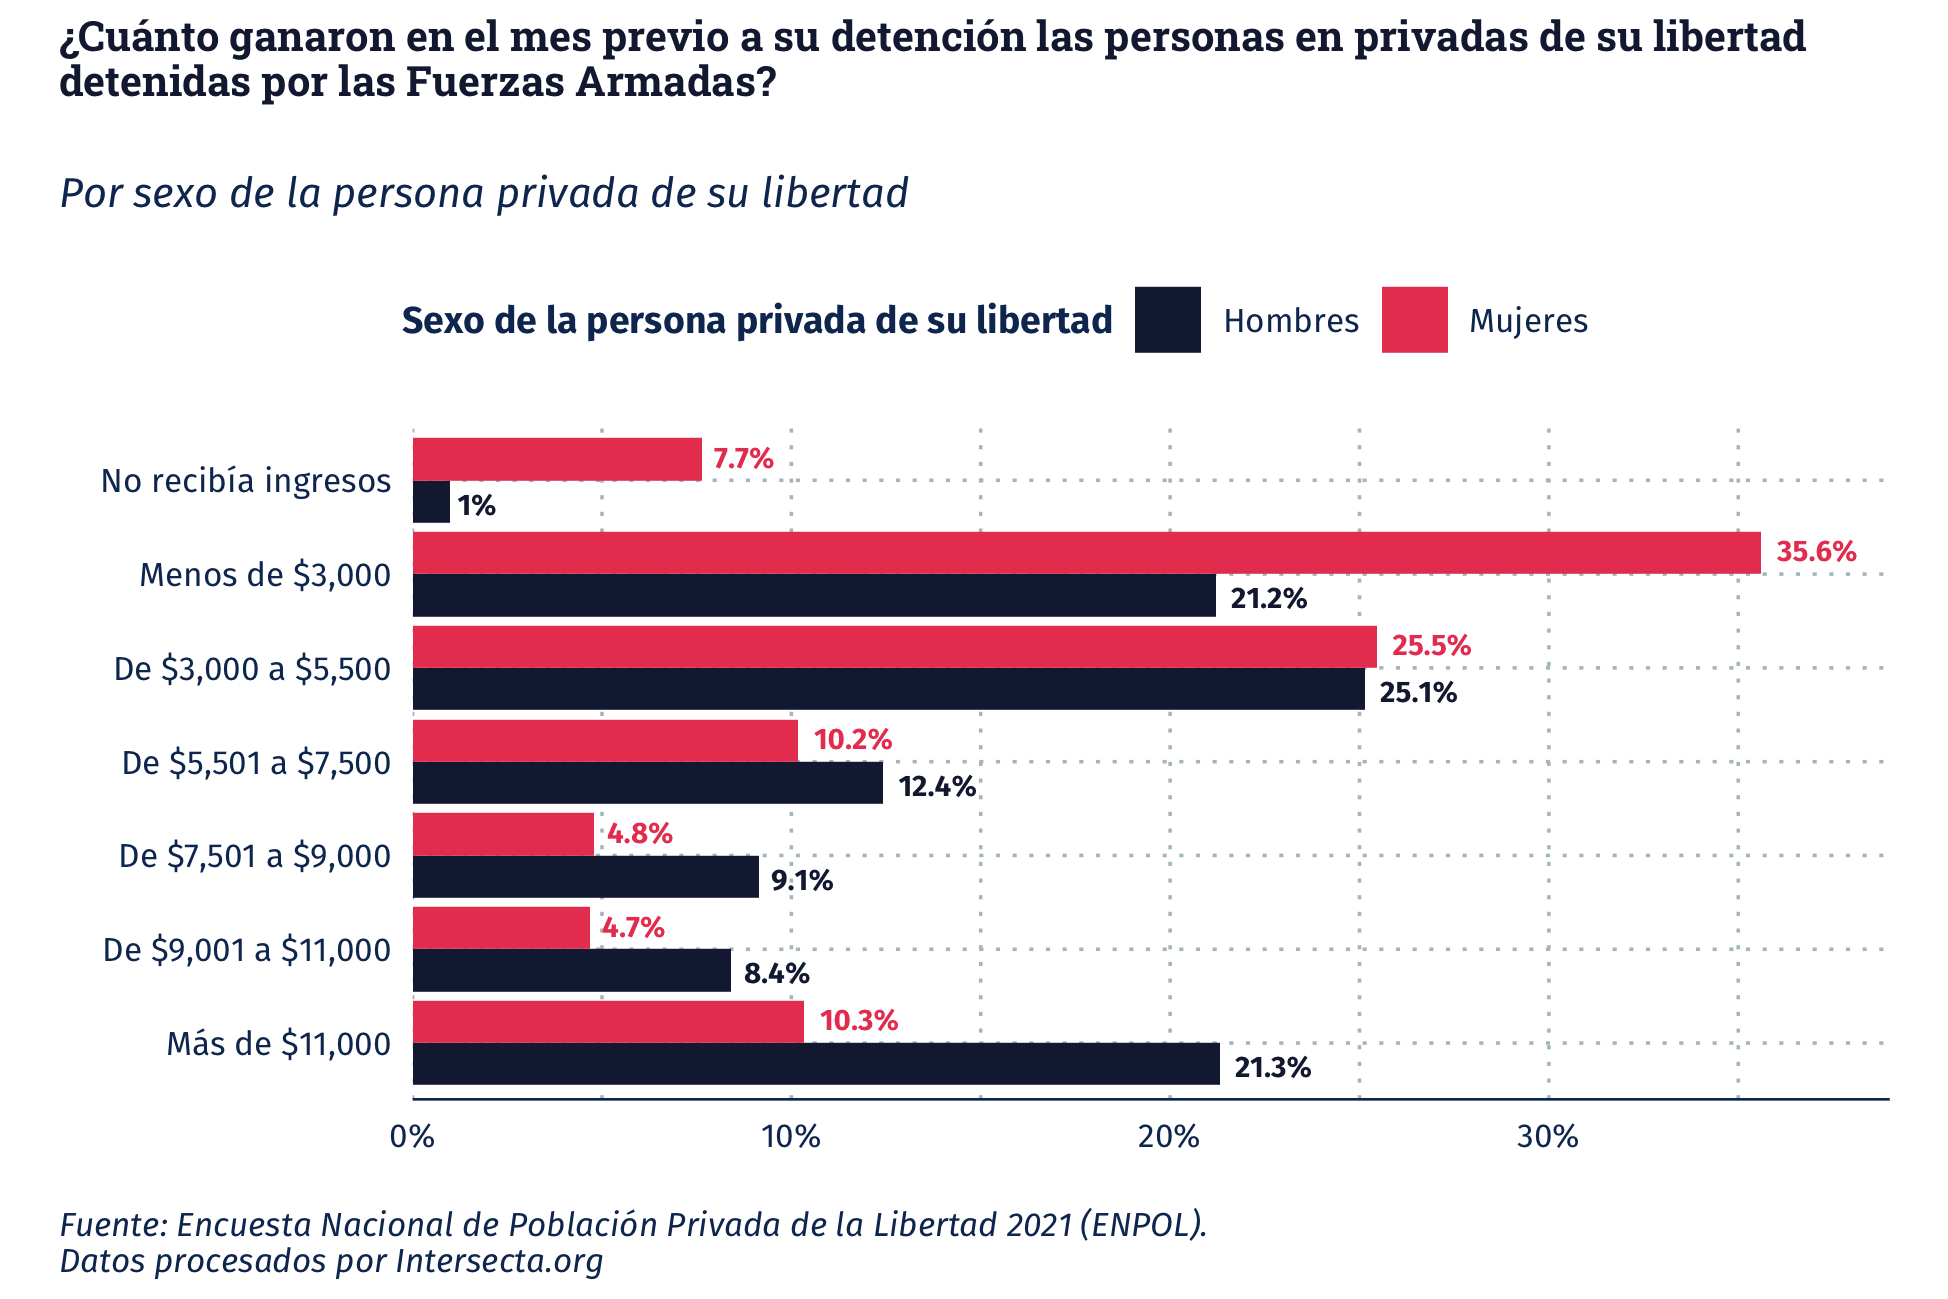 ¿Cuánto ganaron en el mes previo a su detención las personas en privadas de su libertad
detenidas por las Fuerzas Armadas?
Por sexo de la persona privada de su libertad
Sexo de la persona privada de su libertad Hombres Mujeres
No recibía ingresos 7.7% 1%
Menos de $3,000 35.6% 21.2%
De $3,000 a $5,500 25.5% 25.1%
De $5,501 a $7,500 10.2% 12.4%
De $7,501 a $9,000 4.8% 9.1%
De $9,001 a $11,000 4.7% 8.4%
Más de $11,000 10.3% 21.3%
0% 10% 20% 30%
Fuente: Encuesta Nacional de Población Privada de la Libertad 2021 (ENPOL).
Datos procesados por Intersecta.org